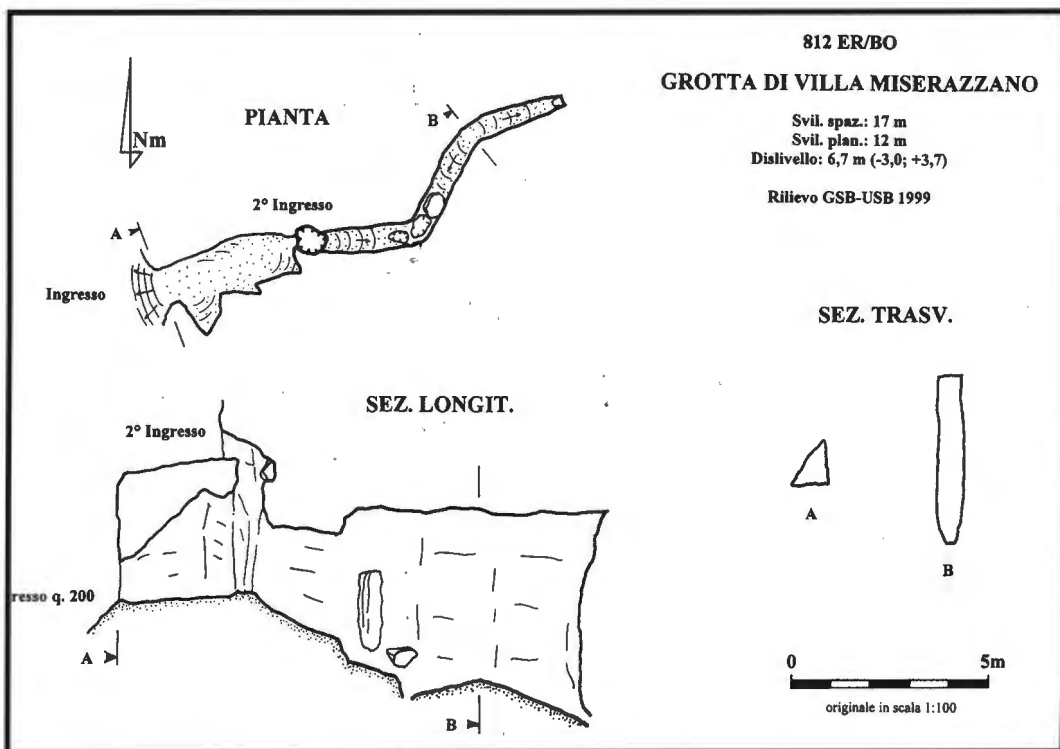 812 ER/BO
GROTTA DI VILLA MISERAZZANO
Svil. spaz.: 17 m
Svil. plan.: 12 m
Dislivello: 6,7 m (-3,0; +3,7)
Rilievo GSB-USB 1999
PIANTA
Nm
B
2° Ingresso
A
Ingresso
SEZ. TRASV.
A
B
SEZ. LONGIT.
2° Ingresso
resso q. 200
A
B
0 5m
originale in scala 1:100